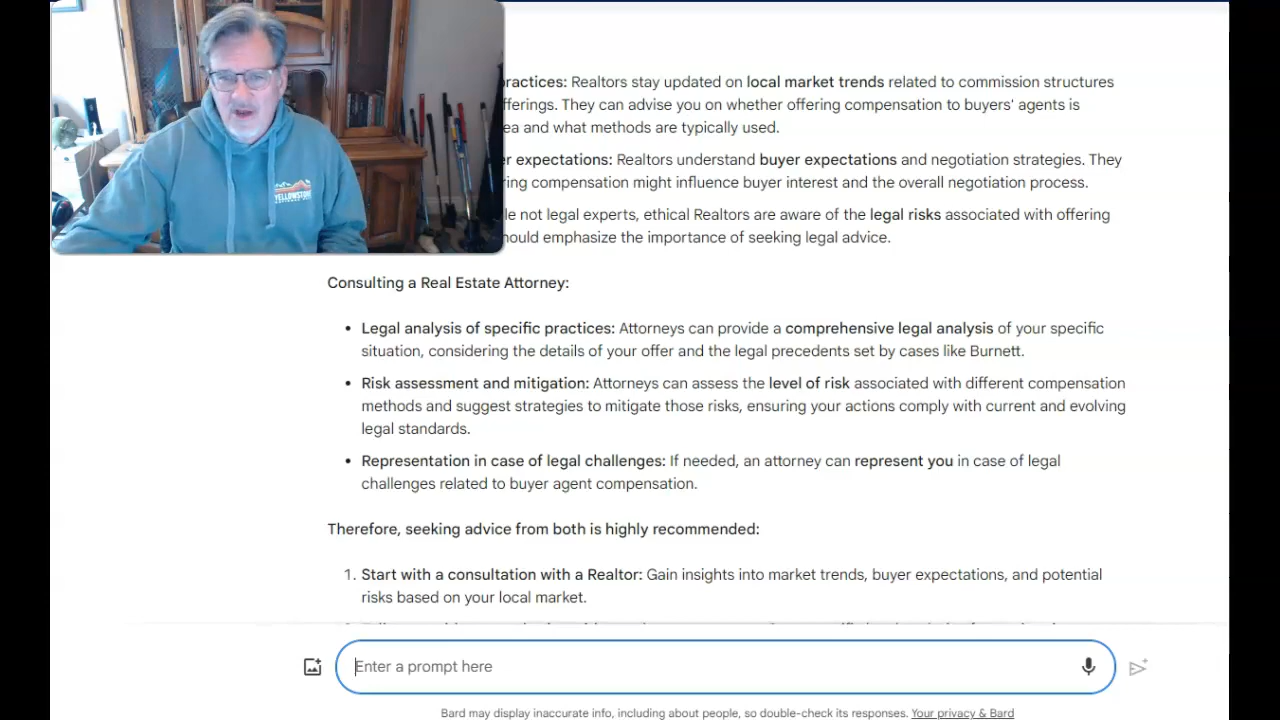 practices: Realtors stay updated on local market trends related to commission structures
fferings. They can advise you on whether offering compensation to buyers' agents is
ea and what methods are typically used.
r expectations: Realtors understand buyer expectations and negotiation strategies. They
ring compensation might influence buyer interest and the overall negotiation process.
le not legal experts, ethical Realtors are aware of the legal risks associated with offering
hould emphasize the importance of seeking legal advice.
YELLOWSTONE
Consulting a Real Estate Attorney:
• Legal analysis of specific practices: Attorneys can provide a comprehensive legal analysis of your specific
situation, considering the details of your offer and the legal precedents set by cases like Burnett.
• Risk assessment and mitigation: Attorneys can assess the level of risk associated with different compensation
methods and suggest strategies to mitigate those risks, ensuring your actions comply with current and evolving
legal standards.
• Representation in case of legal challenges: If needed, an attorney can represent you in case of legal
challenges related to buyer agent compensation.
Therefore, seeking advice from both is highly recommended:
1. Start with a consultation with a Realtor: Gain insights into market trends, buyer expectations, and potential
risks based on your local market.
Enter a prompt here
Bard may display inaccurate info, including about people, so double-check its responses. Your privacy & Bard